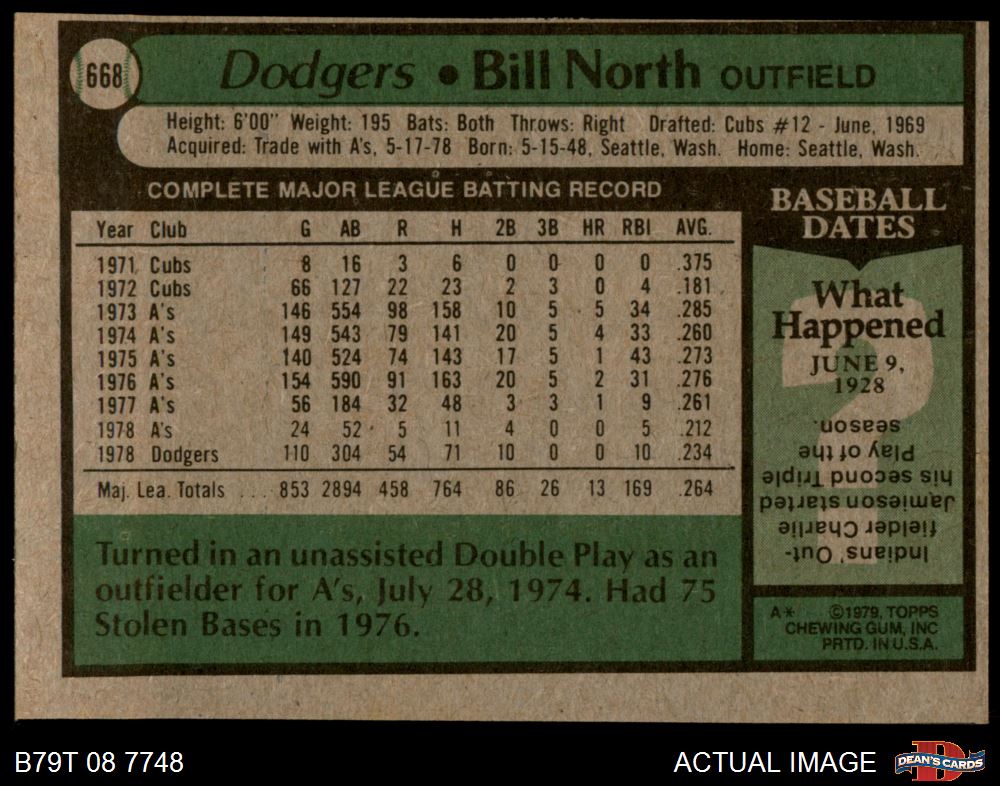 668
Dodgers • Bill North OUTFIELD
Height: 6'00" Weight: 195 Bats: Both Throws: Right Drafted: Cubs #12 - June, 1969
Acquired: Trade with A's, 5-17-78 Born: 5-15-48, Seattle, Wash. Home: Seattle, Wash.
COMPLETE MAJOR LEAGUE BATTING RECORD
Year Club G AB R H 2B 3B HR RBI AVG.
1971 Cubs 8 16 3 6 0 0 0 0 .375
1972 Cubs 66 127 22 23 2 3 0 4 .181
1973 A's 146 554 98 158 10 5 5 34 .285
1974 A's 149 543 79 141 20 5 4 33 .260
1975 A's 140 524 74 143 17 5 1 43 .273
1976 A's 154 590 91 163 20 5 2 31 .276
1977 A's 56 184 32 48 3 3 1 9 .261
1978 A's 24 52 5 11 4 0 0 5 .212
1978 Dodgers 110 304 54 71 10 0 0 10 .234
Maj. Lea. Totals .... 853 2894 458 764 86 26 13 169 .264
Turned in an unassisted Double Play as an
outfielder for A's, July 28, 1974. Had 75
Stolen Bases in 1976.
BASEBALL
DATES
What
Happened
JUNE 9,
1928
Indians' Out-
fielder Charlie
Jamieson started
his second Triple
Play of the
season.
A* ©1979, TOPPS
CHEWING GUM, INC
PRTD. IN U.S.A.
B79T 08 7748
ACTUAL IMAGE
D
DEAN'S CARDS